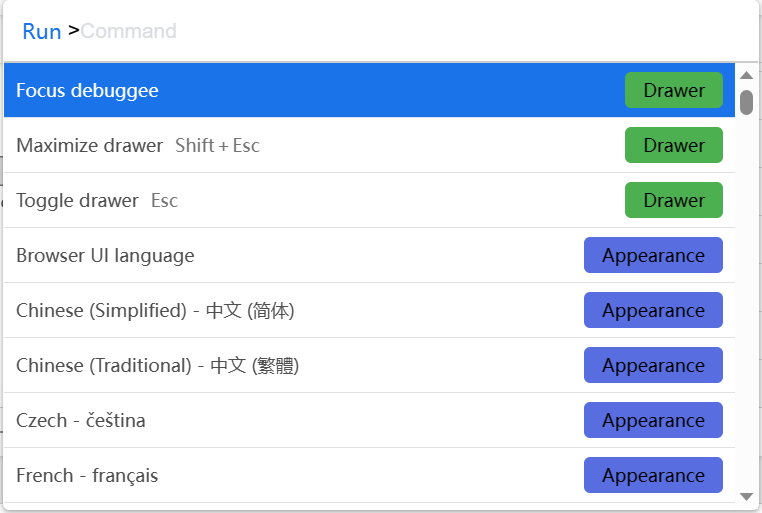 Run >Command
Focus debuggee Drawer
Maximize drawer Shift + Esc Drawer
Toggle drawer Esc Drawer
Browser UI language Appearance
Chinese (Simplified) - 中文 (简体) Appearance
Chinese (Traditional) - 中文 (繁體) Appearance
Czech - čeština Appearance
French - français Appearance